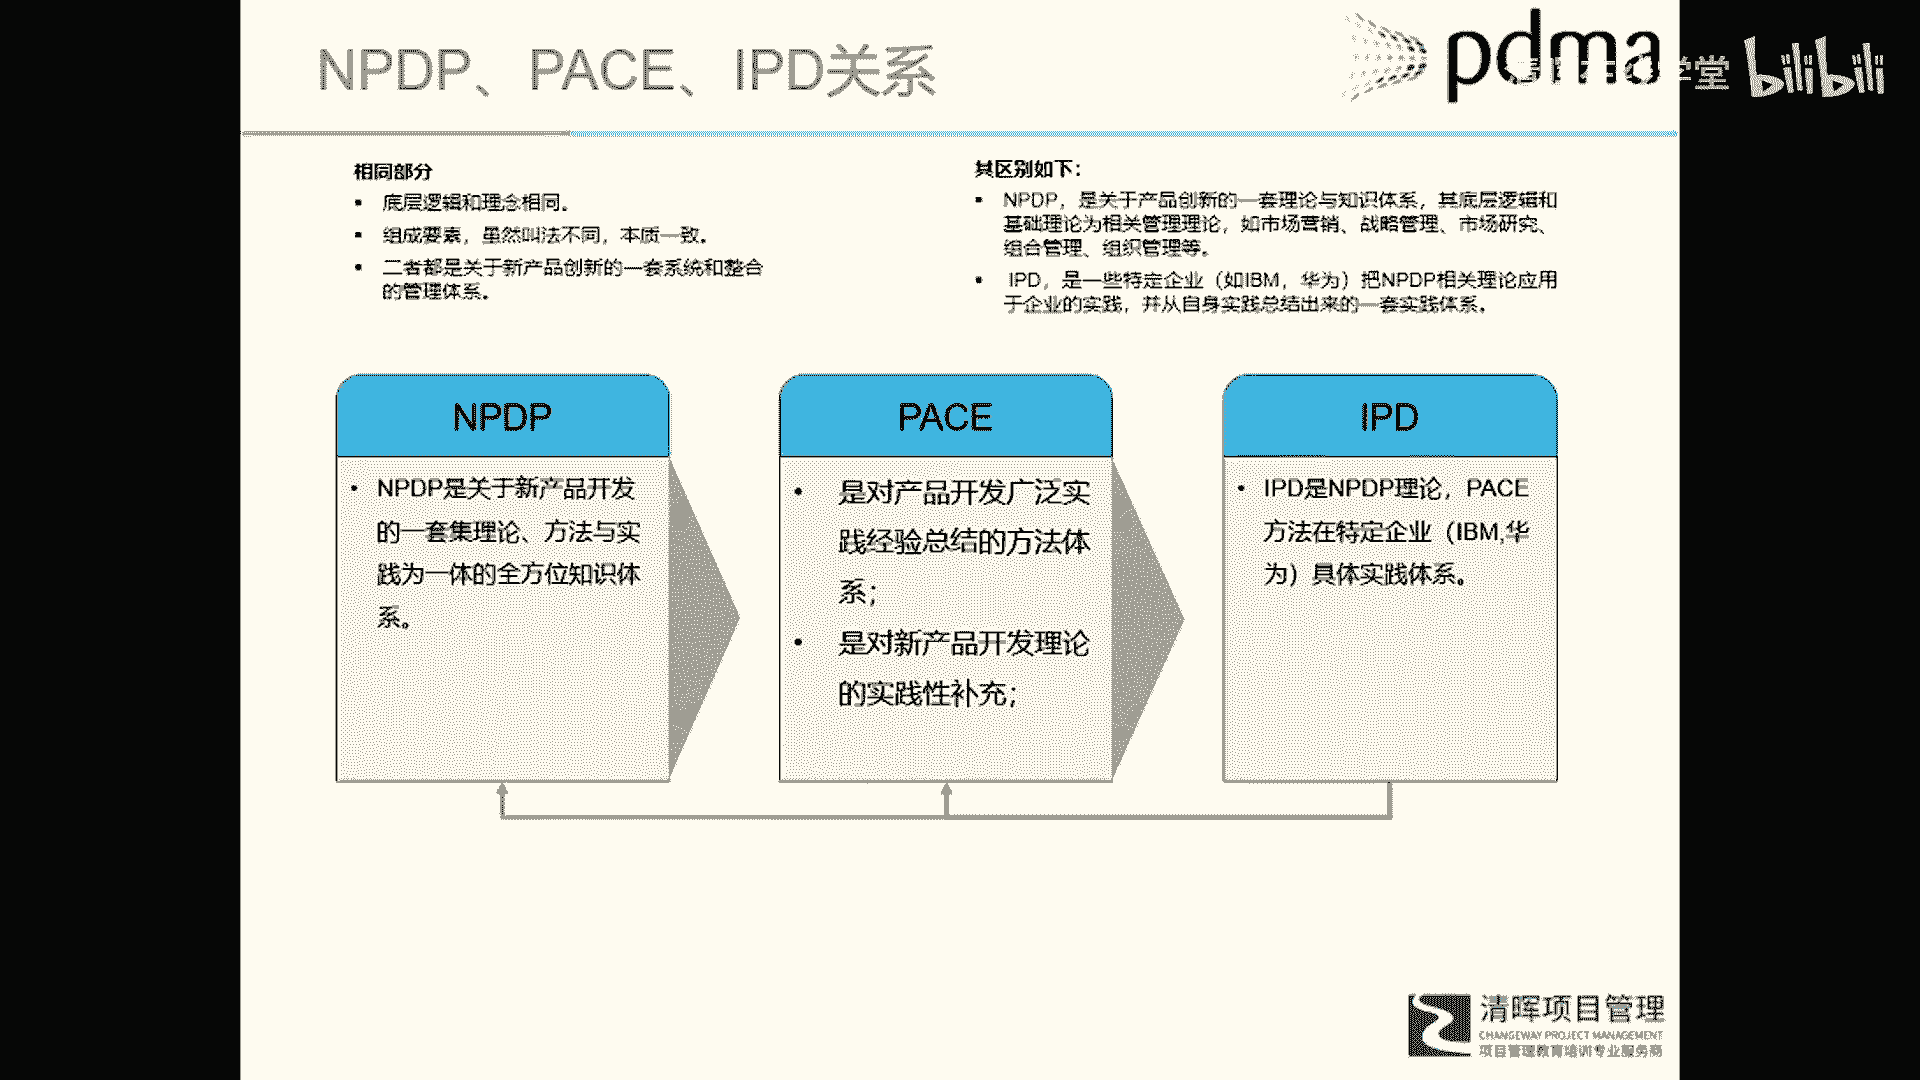 NPDP、PACE、IPD关系
pdma
学堂 bilibili
相同部分
▪ 底层逻辑和理念相同。
▪ 组成要素，虽然叫法不同，本质一致。
▪ 二者都是关于新产品创新的一套系统和整合
的管理体系。
其区别如下：
▪ NPDP，是关于产品创新的一套理论与知识体系，其底层逻辑和
基础理论为相关管理理论，如市场营销、战略管理、市场研究、
组合管理、组织管理等。
▪ IPD，是一些特定企业（如IBM，华为）把NPDP相关理论应用
于企业的实践，并从自身实践总结出来的一套实践体系。
NPDP
• NPDP是关于新产品开发
的一套集理论、方法与实
践为一体的全方位知识体
系。
PACE
• 是对产品开发广泛实
践经验总结的方法体
系；
• 是对新产品开发理论
的实践性补充；
IPD
• IPD是NPDP理论，PACE
方法在特定企业（IBM,华
为）具体实践体系。
清晖项目管理
CHANGEWAY PROJECT MANAGEMENT
项目管理教育培训专业服务商